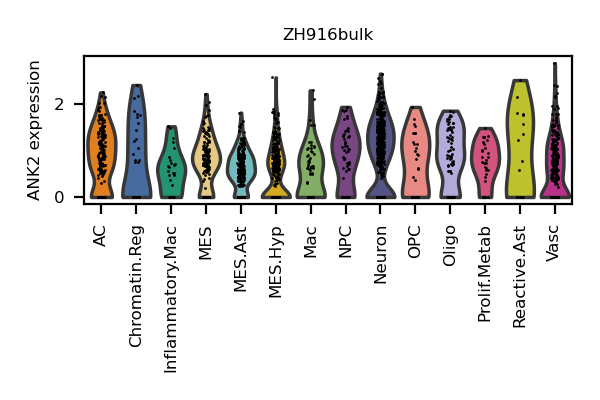 ZH916bulk
ANK2 expression
2
0
AC
Chromatin.Reg
Inflammatory.Mac
MES
MES.Ast
MES.Hyp
Mac
NPC
Neuron
OPC
Oligo
Prolif.Metab
Reactive.Ast
Vasc